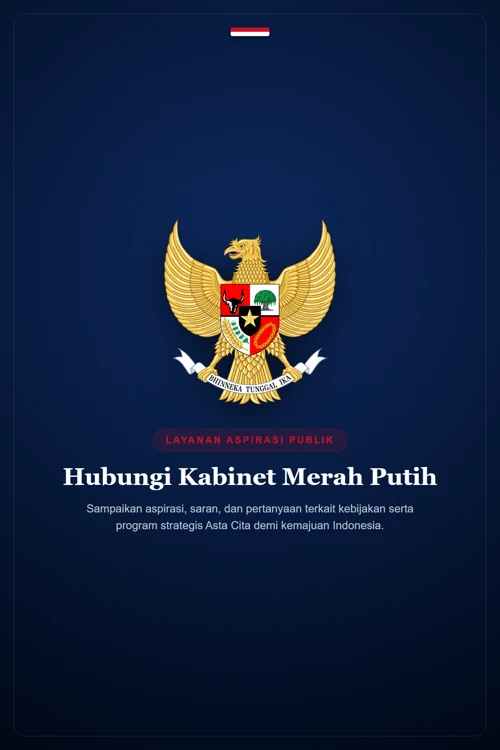 BHINNEKA TUNGGAL IKA
LAYANAN ASPIRASI PUBLIK
Hubungi Kabinet Merah Putih
Sampaikan aspirasi, saran, dan pertanyaan terkait kebijakan serta
program strategis Asta Cita demi kemajuan Indonesia.